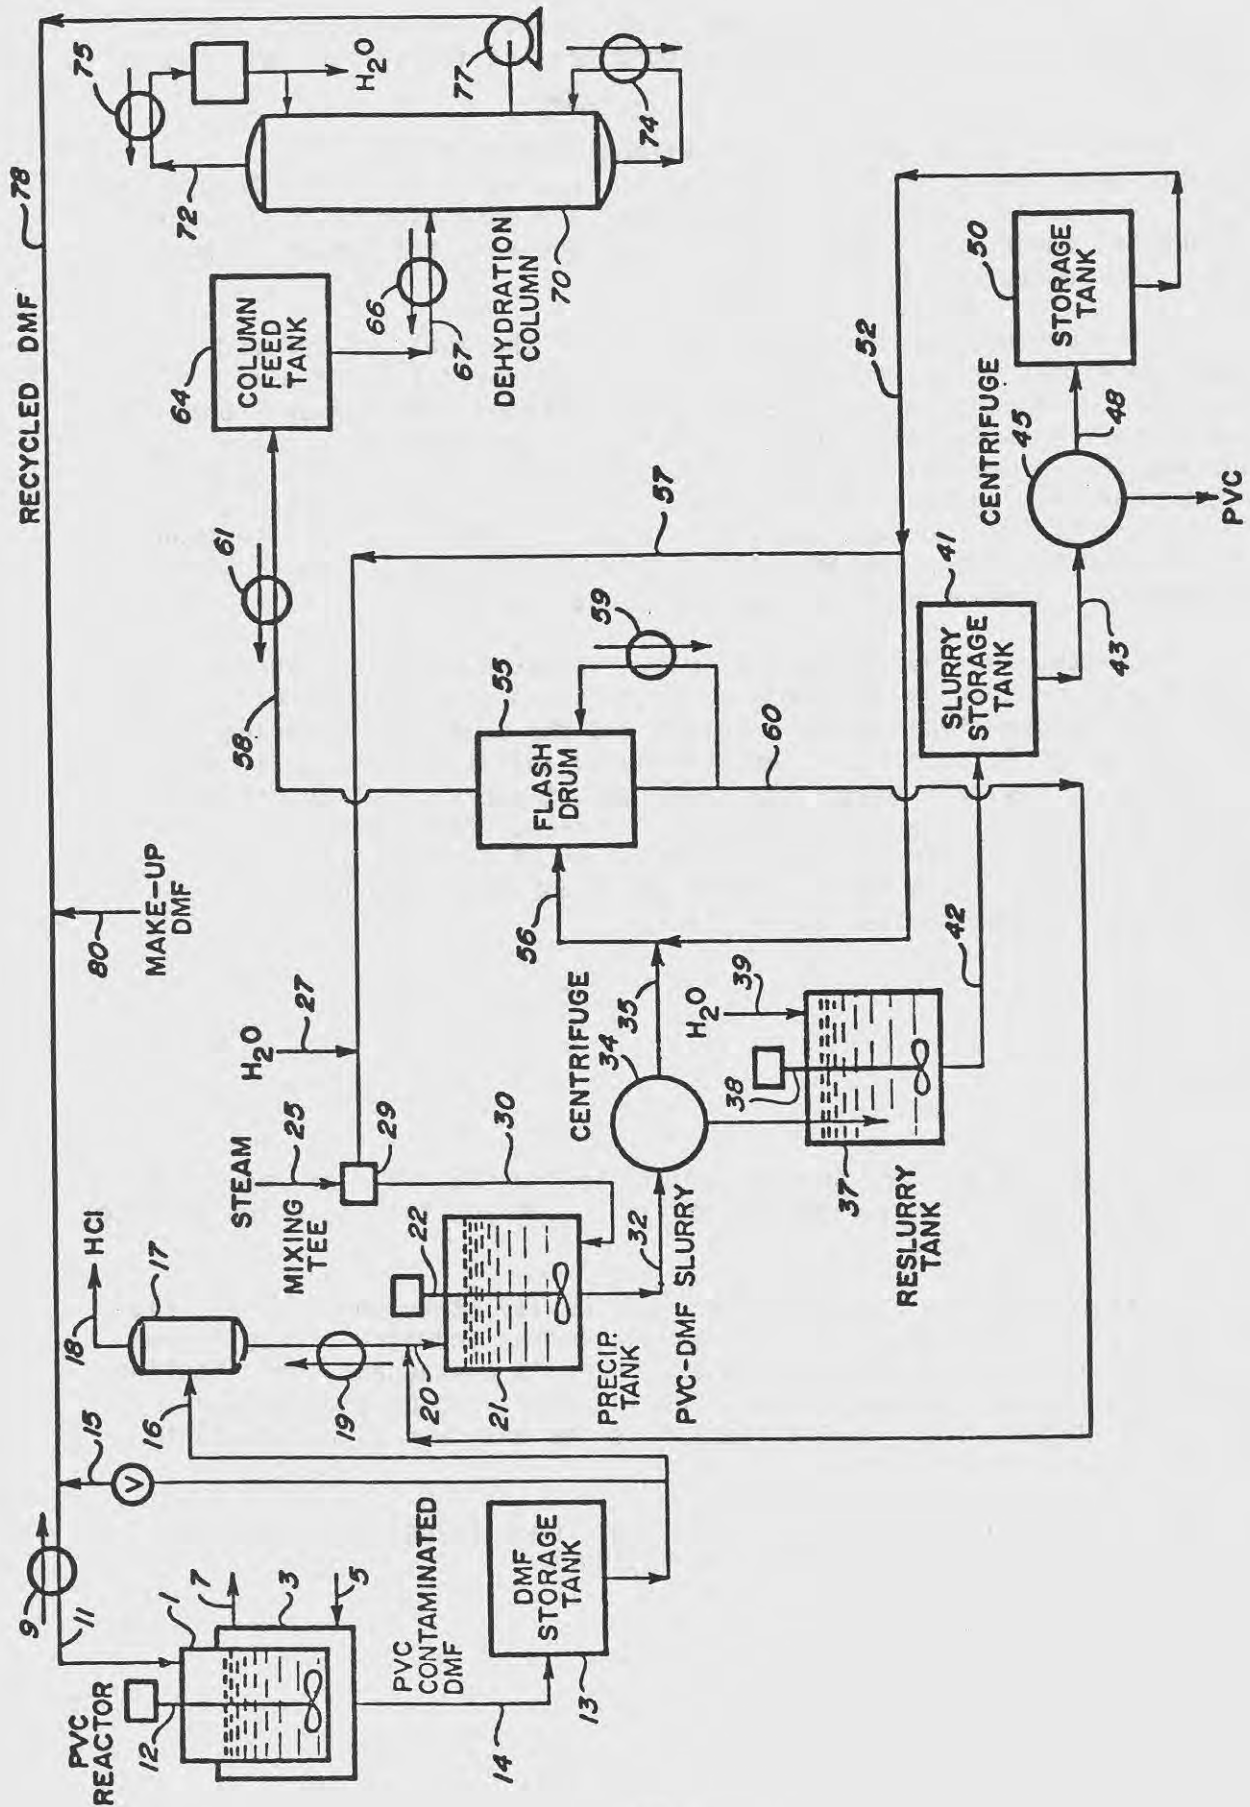 RECYCLED DMF
78
9
11
15
18
HCl
80
MAKE-UP
DMF
75
72
H₂O
PVC
REACTOR
12
1
7
3
5
16
17
STEAM
25
MIXING
TEE
29
H₂O
27
58
61
64
COLUMN
FEED
TANK
66
67
DEHYDRATION
COLUMN
70
77
74
V
19
20
22
21
30
PRECIP.
TANK
PVC CONTAMINATED
DMF
14
13
DMF
STORAGE
TANK
32
PVC-DMF SLURRY
CENTRIFUGE
34
35
56
55
FLASH
DRUM
59
60
57
52
H₂O
39
38
37
RESLURRY
TANK
42
41
SLURRY
STORAGE
TANK
43
CENTRIFUGE
45
48
50
STORAGE
TANK
PVC